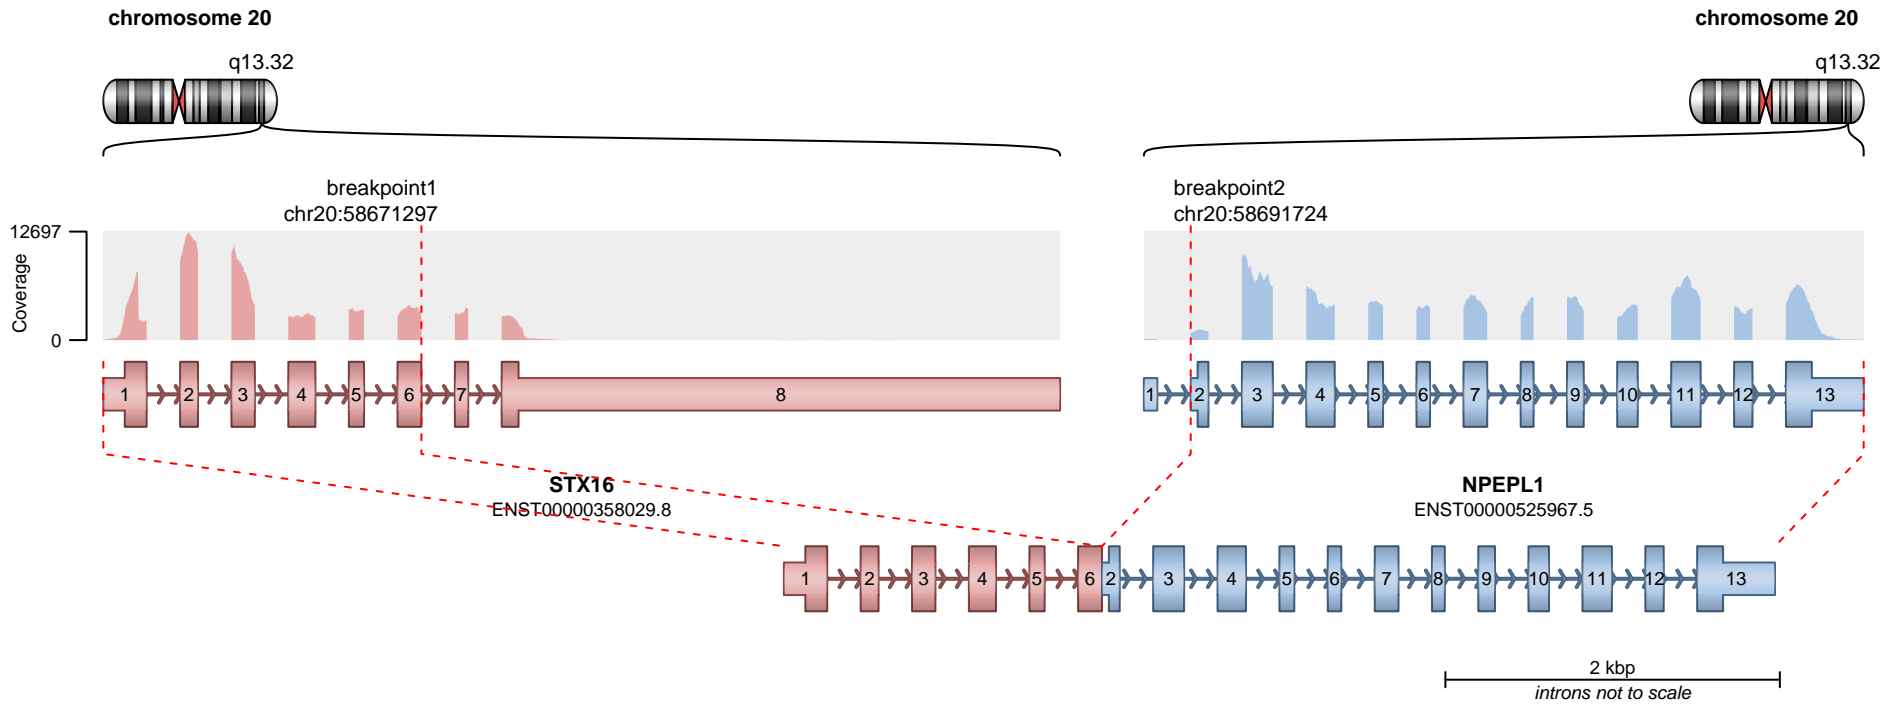 chromosome 20
chromosome 20
q13.32
q13.32
breakpoint1
chr20:58671297
breakpoint2
chr20:58691724
12697
Coverage
0
1 2 3 4 5 6 7 8
1 2 3 4 5 6 7 8 9 10 11 12 13
STX16
ENST00000358029.8
NPEPL1
ENST00000525967.5
1 2 3 4 5 6 2 3 4 5 6 7 8 9 10 11 12 13
2 kbp
introns not to scale